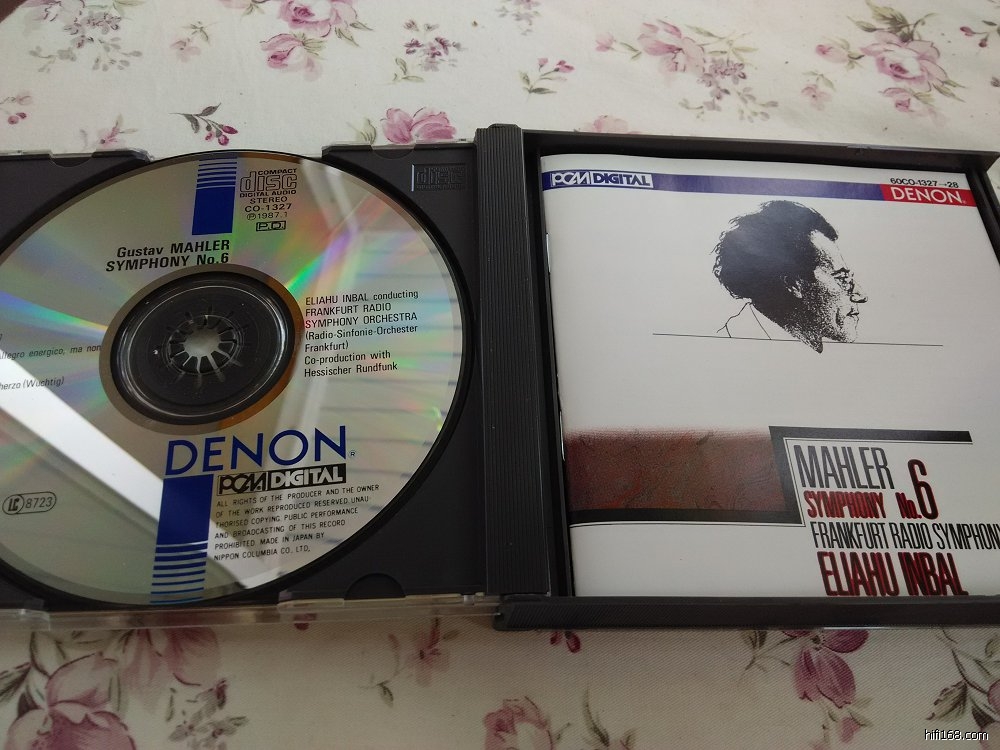 COMPACT
disc
DIGITAL AUDIO
STEREO
CO-1327
Ⓟ1987.1
P.D.
Gustav MAHLER
SYMPHONY No.6
ELIAHU INBAL conducting
FRANKFURT RADIO
SYMPHONY ORCHESTRA
(Radio-Sinfonie-Orchester
Frankfurt)
Co-production with
Hessischer Rundfunk
energico, ma non
(Wuchtig)
DENON®
PCM DIGITAL
ALL RIGHTS OF THE PRODUCER AND THE OWNER
OF THE WORK REPRODUCED RESERVED. UNAU-
THORISED COPYING, PUBLIC PERFORMANCE
AND BROADCASTING OF THIS RECORD
PROHIBITED. MADE IN JAPAN BY
NIPPON COLUMBIA CO., LTD.
8723
disc
PCM DIGITAL
60CO-1327→28
DENON®
MAHLER
SYMPHONY No.6
FRANKFURT RADIO SYMPHON
ELIAHU INBAL
hifi168.com